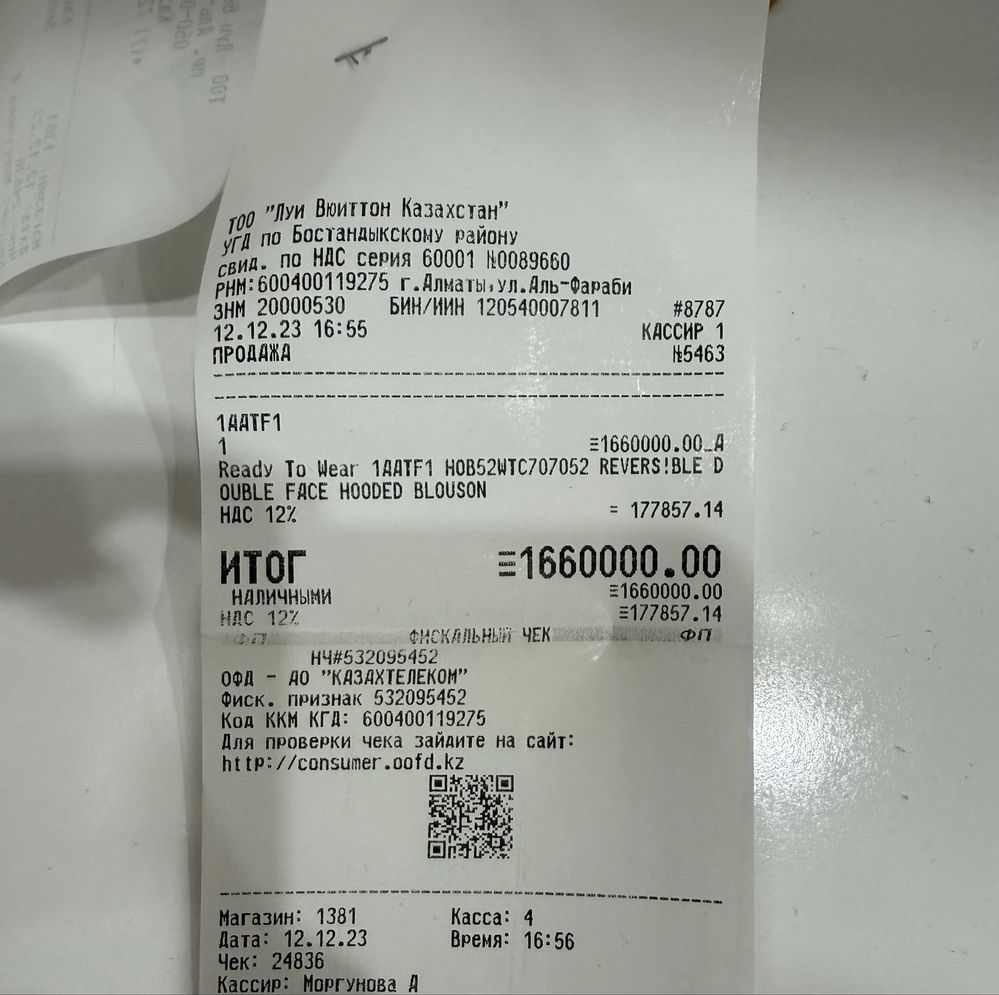 ТОО "Луи Вюиттон Казахстан"
УГД по Бостандыкскому району
свид. по НДС серия 60001 №0089660
РНМ:600400119275 г.Алматы,ул.Аль-Фараби
ЗНМ 20000530 БИН/ИИН 120540007811 #8787
12.12.23 16:55 КАССИР 1
ПРОДАЖА №5463
1AATF1
1 ≡1660000.00_А
Ready To Wear 1AATF1 HOB52WTC707052 REVERS!BLE D
OUBLE FACE HOODED BLOUSON
НДС 12% = 177857.14
ИТОГ ≡1660000.00
НАЛИЧНЫМИ ≡1660000.00
НДС 12% ≡177857.14
ФП ФИСКАЛЬНЫЙ ЧЕК ФП
НЧ#532095452
ОФД - АО "КАЗАХТЕЛЕКОМ"
Фиск. признак 532095452
Код ККМ КГД: 600400119275
Для проверки чека зайдите на сайт:
http://consumer.oofd.kz
Магазин: 1381 Касса: 4
Дата: 12.12.23 Время: 16:56
Чек: 24836
Кассир: Моргунова А